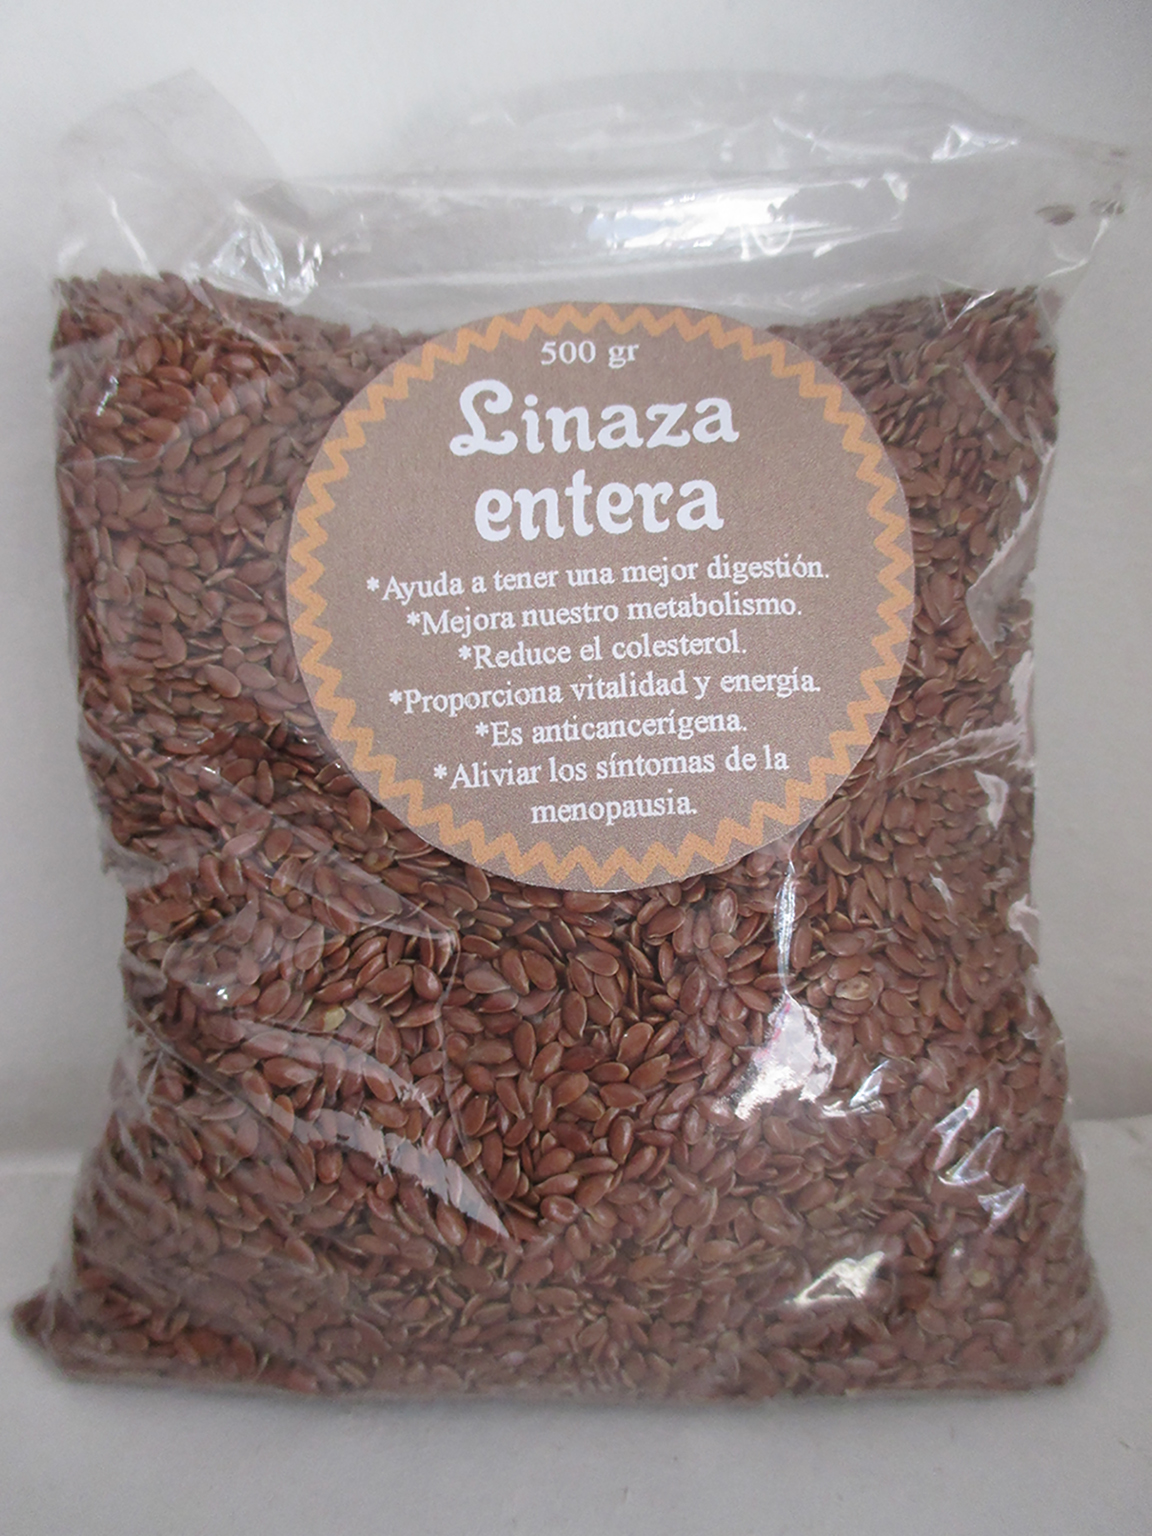 500 gr
Linaza
entera
*Ayuda a tener una mejor digestión.
*Mejora nuestro metabolismo.
*Reduce el colesterol.
*Proporciona vitalidad y energía.
*Es anticancerígena.
*Aliviar los síntomas de la
menopausia.